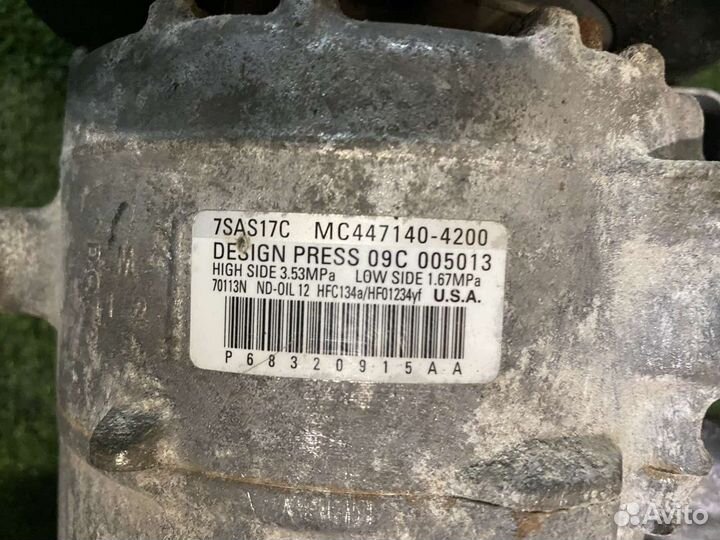 7SAS17C MC447140-4200
DESIGN PRESS 09C 005013
HIGH SIDE 3.53MPa LOW SIDE 1.67MPa
70113N ND-OIL 12 HFC134a/HFO1234yf U.S.A.
P68320915AA
Avito